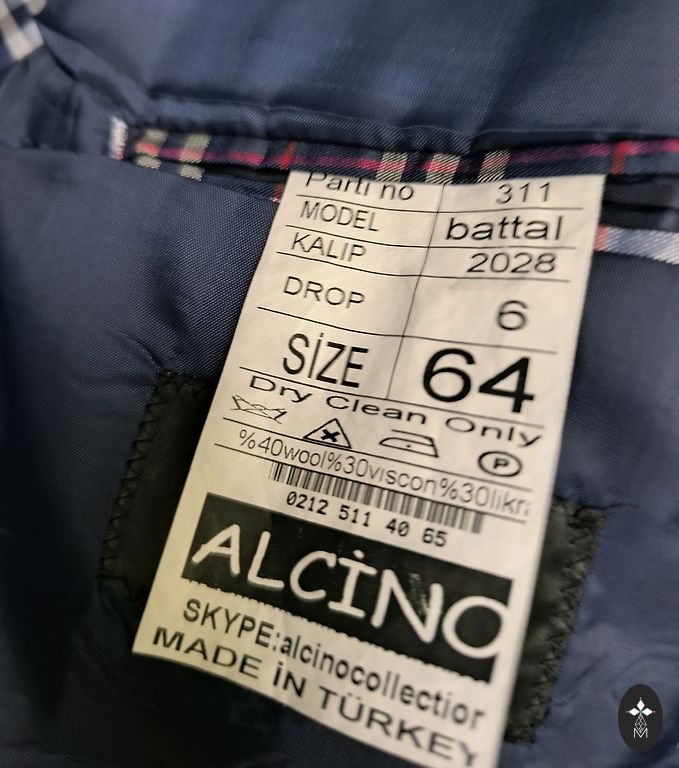 Parti no 311
MODEL battal
KALIP 2028
DROP 6
SİZE 64
Dry Clean Only
P
%40wool%30viscon%30likra
0212 511 40 65
ALCİNO
SKYPE:alcinocollection
MADE İN TÜRKEY
M